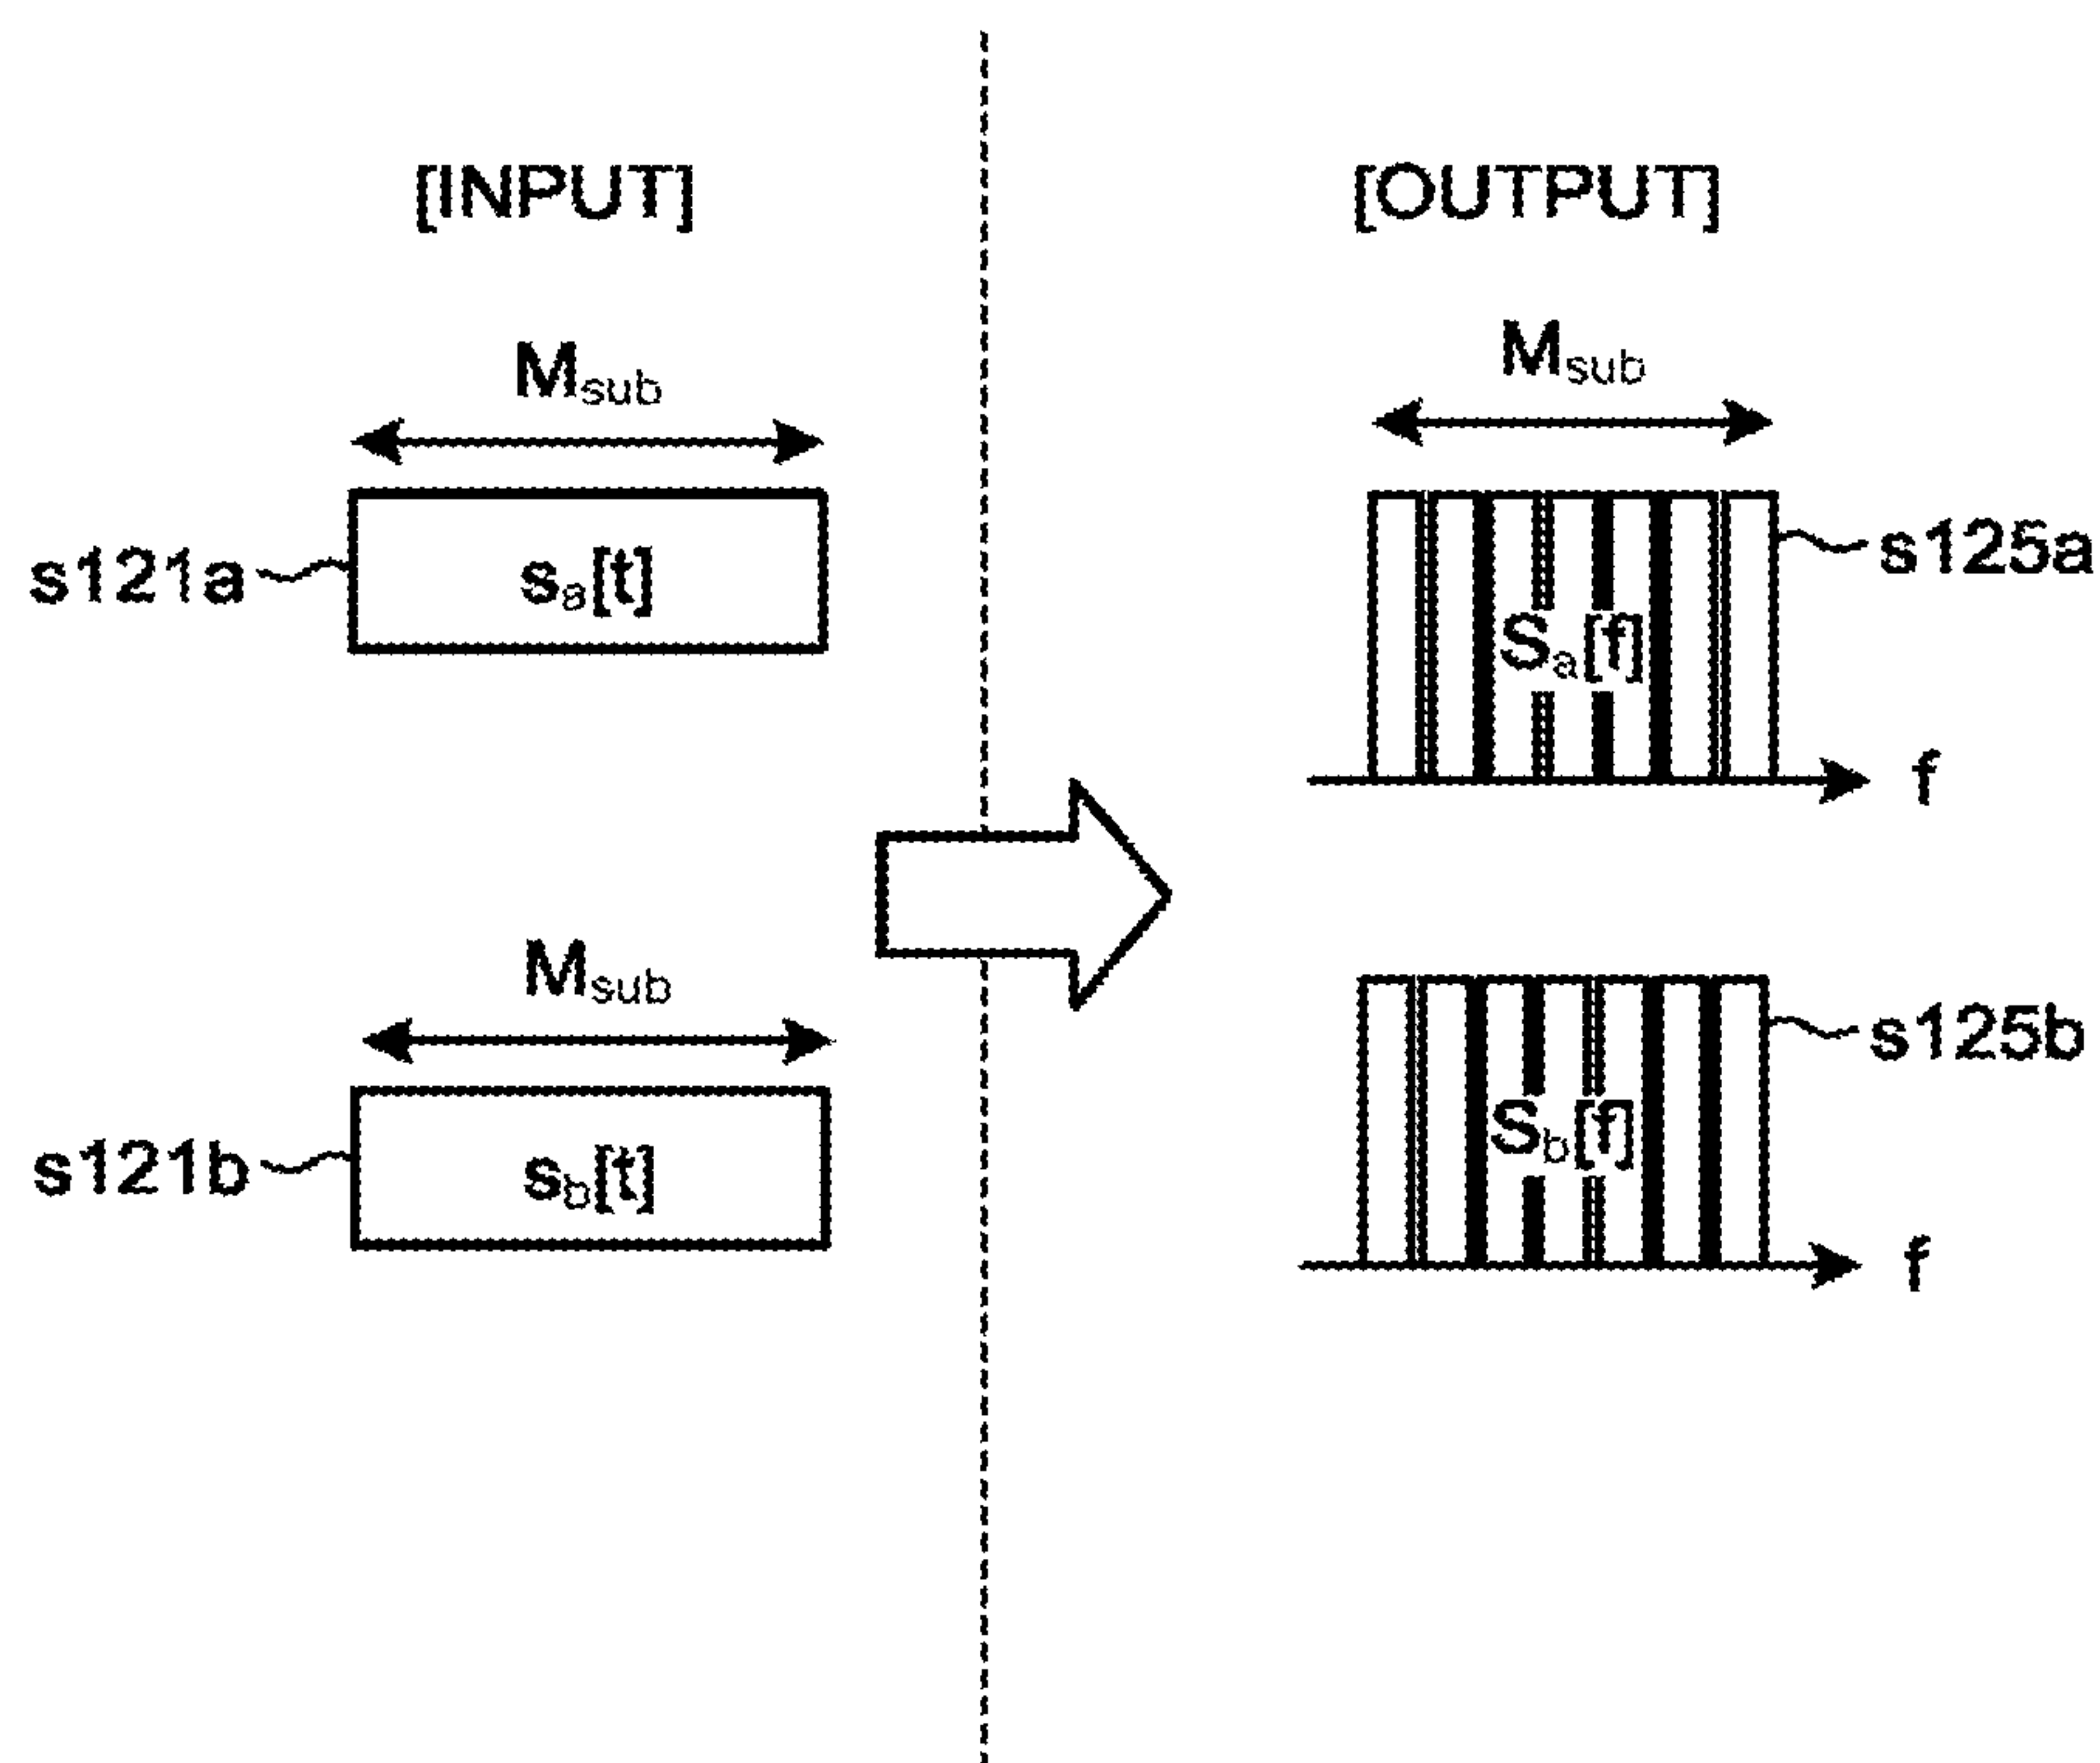 [INPUT]
[OUTPUT]
Msub
Msub
s121a
sa[t]
s125a
Sa[f]
f
Msub
s121b
sb[t]
s125b
Sb[f]
f